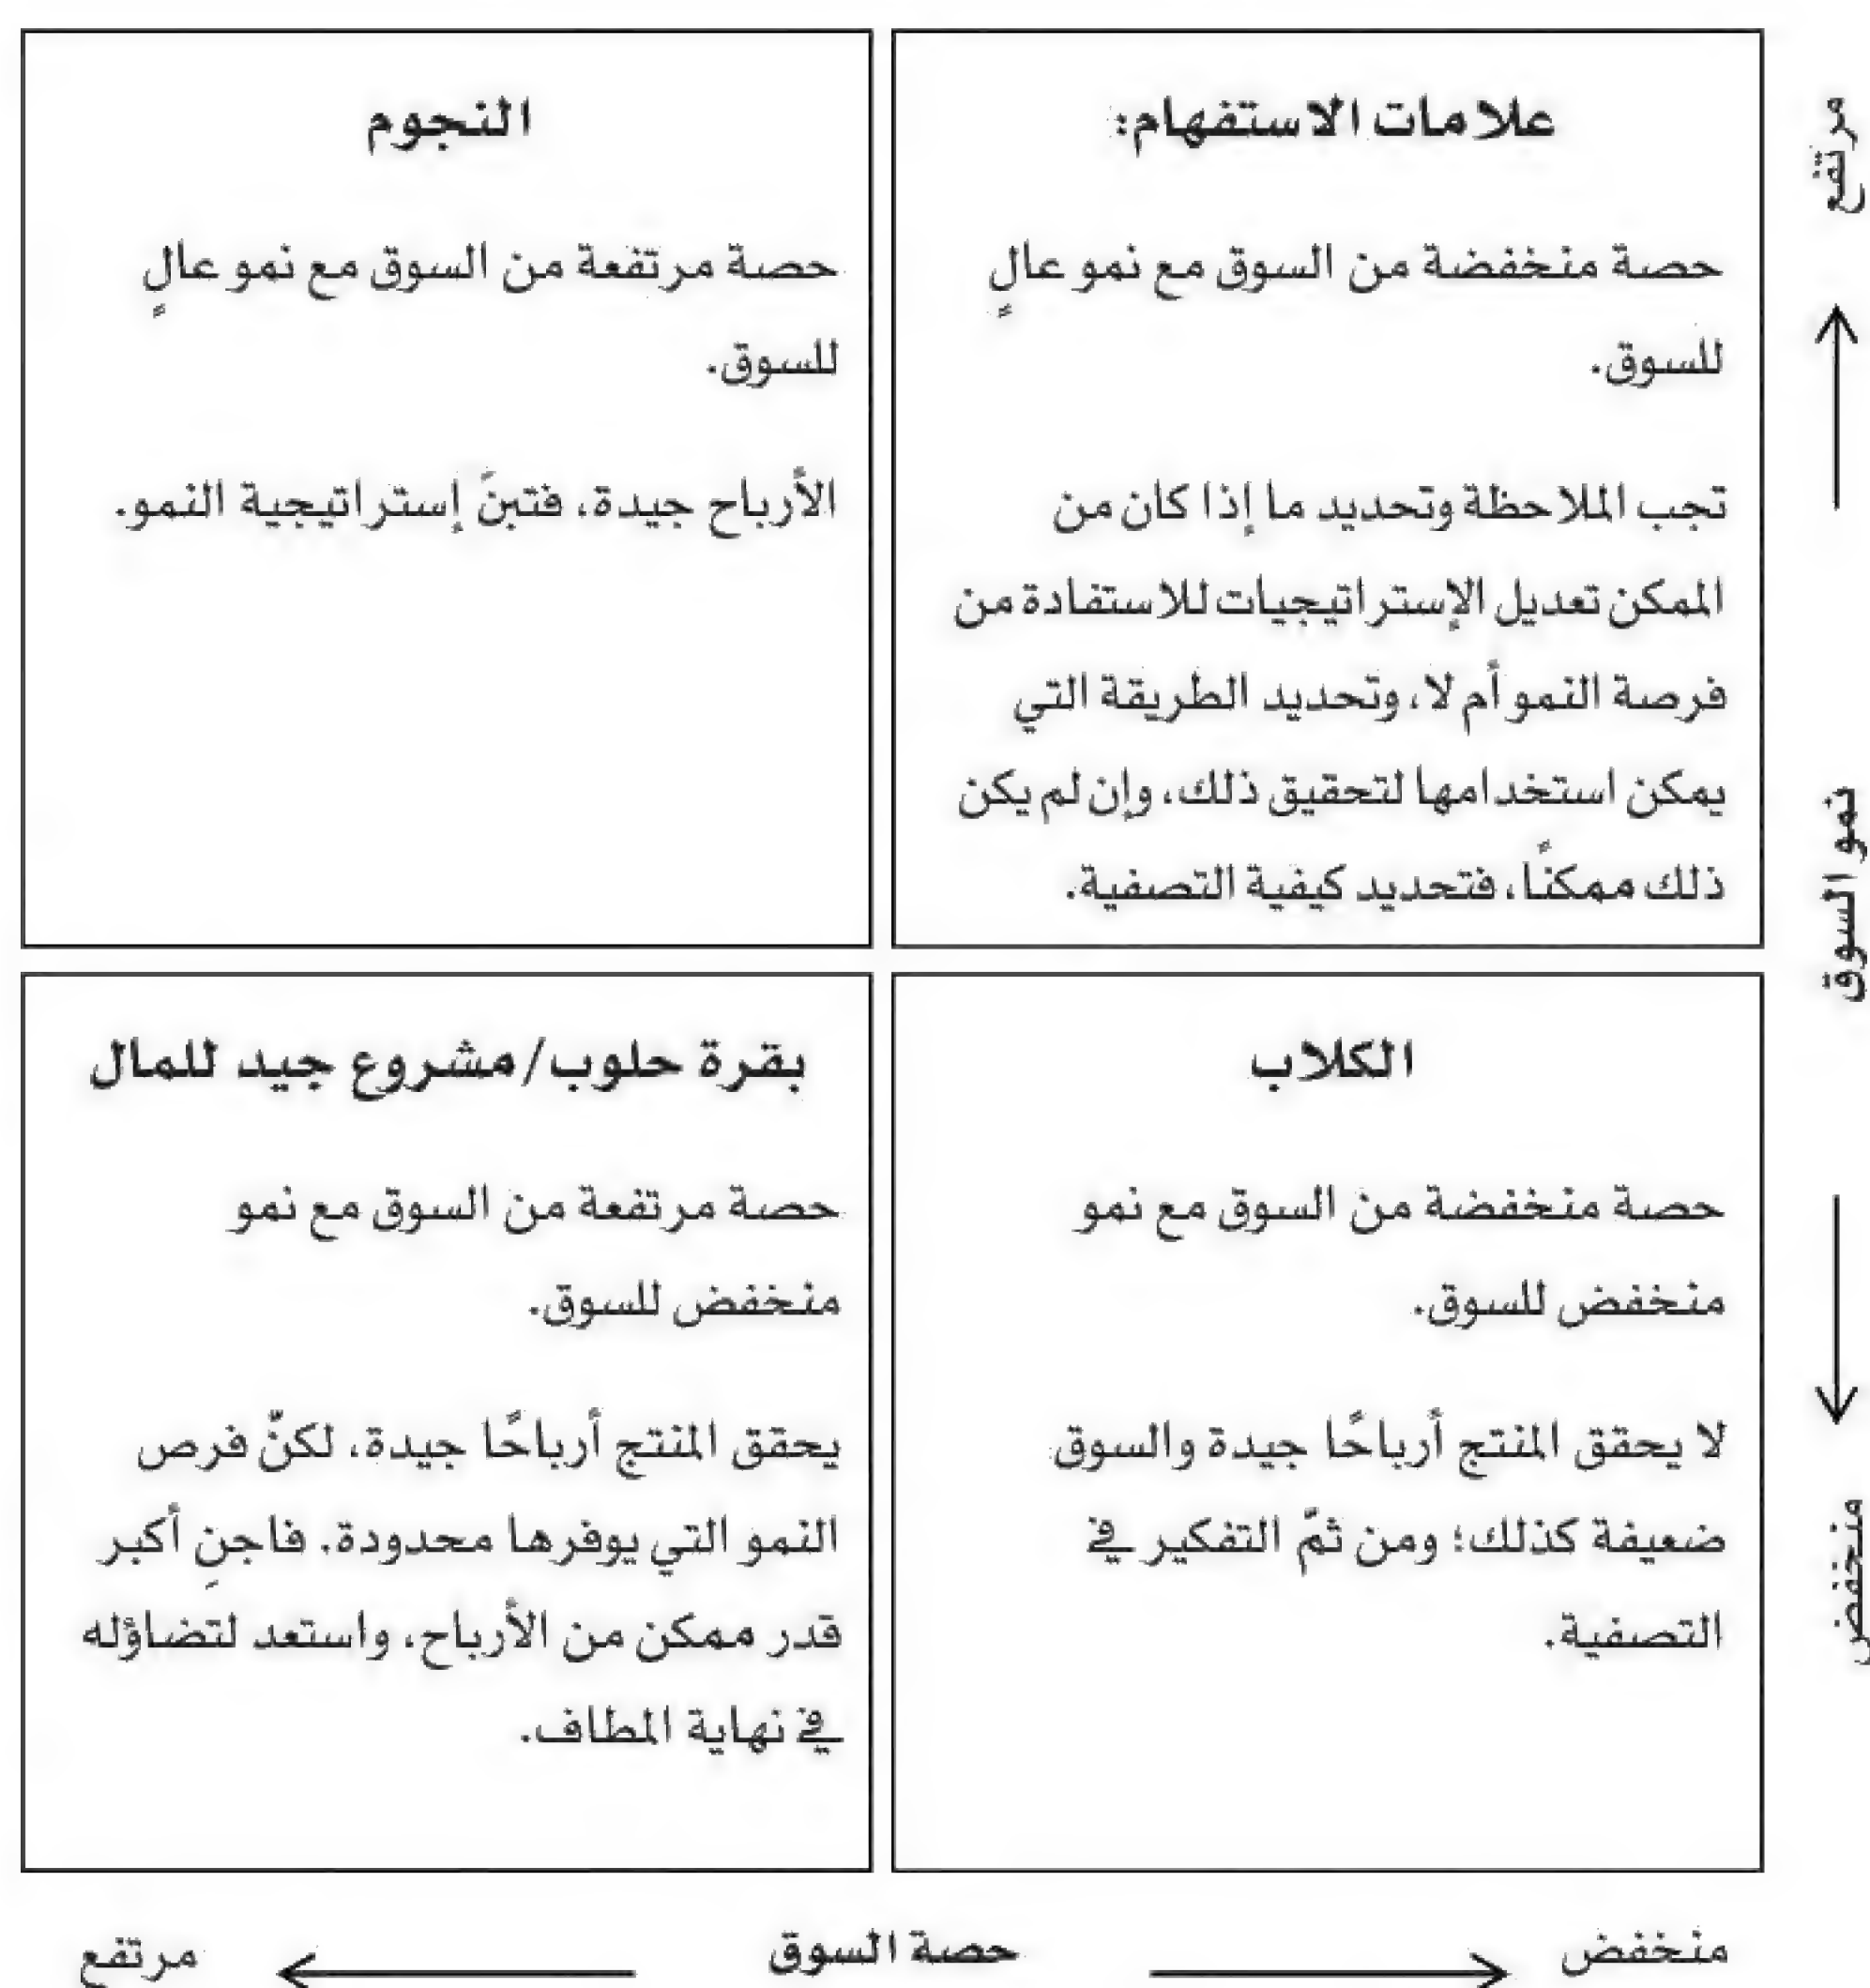 علامات الاستفهام:
حصة منخفضة من السوق مع نمو عالٍ
للسوق.
تجب الملاحظة وتحديد ما إذا كان من
الممكن تعديل الإستراتيجيات للاستفادة من
فرصة النمو أم لا، وتحديد الطريقة التي
يمكن استخدامها لتحقيق ذلك، وإن لم يكن
ذلك ممكنًا، فتحديد كيفية التصفية.
النجوم
حصة مرتفعة من السوق مع نمو عالٍ
للسوق.
الأرباح جيدة، فتبنَ إستراتيجية النمو.
مرتفع
نمو السوق
منخفض
الكلاب
حصة منخفضة من السوق مع نمو
منخفض للسوق.
لا يحقق المنتج أرباحًا جيدة والسوق
ضعيفة كذلك؛ ومن ثمّ التفكير في
التصفية.
بقرة حلوب/مشروع جيد للمال
حصة مرتفعة من السوق مع نمو
منخفض للسوق.
يحقق المنتج أرباحًا جيدة، لكنّ فرص
النمو التي يوفرها محدودة. فاجنِ أكبر
قدر ممكن من الأرباح، واستعد لتضاؤله
في نهاية المطاف.
منخفض
حصة السوق
مرتفع